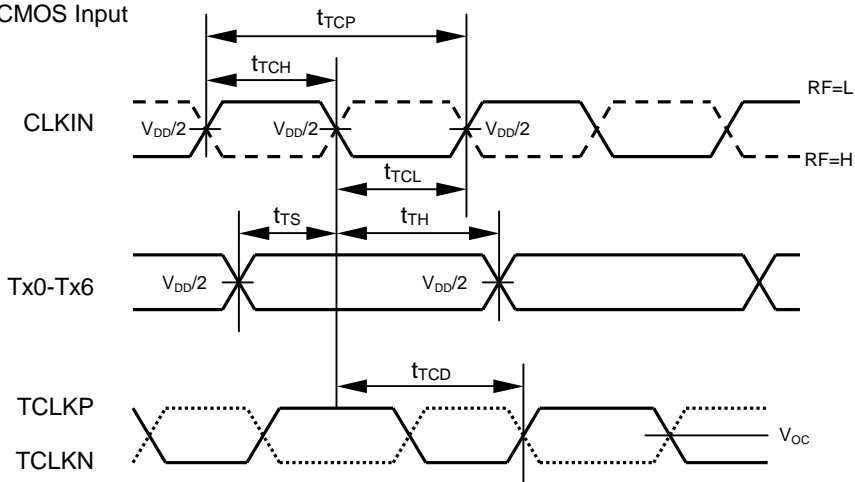 CMOS Input
tTCP
tTCH
RF=L
CLKIN
VDD/2 VDD/2 VDD/2
RF=H
tTCL
tTS tTH
Tx0-Tx6
VDD/2 VDD/2
tTCD
TCLKP
VOC
TCLKN